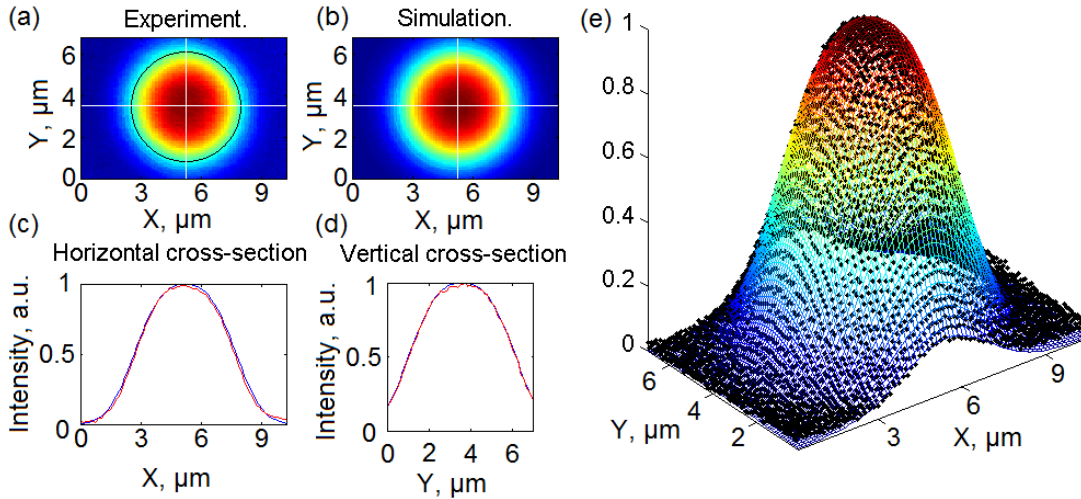 (a)
Experiment.
Y, µm
6
4
2
0
0 3 6 9
X, µm
(b)
Simulation.
Y, µm
6
4
2
0
0 3 6 9
X, µm
(c)
Horizontal cross-section
Intensity, a.u.
1
0.5
0
0 3 6 9
X, µm
(d)
Vertical cross-section
Intensity, a.u.
1
0.5
0
0 2 4 6
Y, µm
(e)
1
0.8
0.6
0.4
0.2
0
6
4
2
Y, µm
3
6
9
X, µm